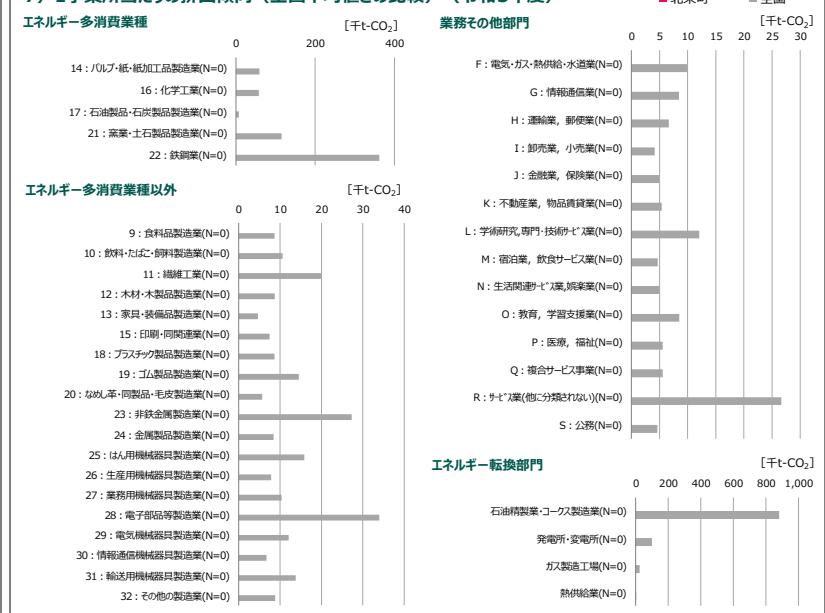 エネルギー多消費業種
[千t-CO₂]
0 200 400
14：パルプ・紙・紙加工品製造業(N=0)
16：化学工業(N=0)
17：石油製品・石炭製品製造業(N=0)
21：窯業・土石製品製造業(N=0)
22：鉄鋼業(N=0)
エネルギー多消費業種以外
[千t-CO₂]
0 10 20 30 40
9：食料品製造業(N=0)
10：飲料・たばこ・飼料製造業(N=0)
11：繊維工業(N=0)
12：木材・木製品製造業(N=0)
13：家具・装備品製造業(N=0)
15：印刷・同関連業(N=0)
18：プラスチック製品製造業(N=0)
19：ゴム製品製造業(N=0)
20：なめし革・同製品・毛皮製造業(N=0)
23：非鉄金属製造業(N=0)
24：金属製品製造業(N=0)
25：はん用機械器具製造業(N=0)
26：生産用機械器具製造業(N=0)
27：業務用機械器具製造業(N=0)
28：電子部品等製造業(N=0)
29：電気機械器具製造業(N=0)
30：情報通信機械器具製造業(N=0)
31：輸送用機械器具製造業(N=0)
32：その他の製造業(N=0)
業務その他部門
[千t-CO₂]
0 5 10 15 20 25 30
F：電気・ガス・熱供給・水道業(N=0)
G：情報通信業(N=0)
H：運輸業，郵便業(N=0)
I：卸売業，小売業(N=0)
J：金融業，保険業(N=0)
K：不動産業，物品賃貸業(N=0)
L：学術研究,専門・技術ｻｰﾋﾞｽ業(N=0)
M：宿泊業，飲食サービス業(N=0)
N：生活関連ｻｰﾋﾞｽ業,娯楽業(N=0)
O：教育，学習支援業(N=0)
P：医療，福祉(N=0)
Q：複合サービス事業(N=0)
R：ｻｰﾋﾞｽ業(他に分類されない)(N=0)
S：公務(N=0)
エネルギー転換部門
[千t-CO₂]
0 200 400 600 800 1,000
石油精製業・コークス製造業(N=0)
発電所・変電所(N=0)
ガス製造工場(N=0)
熱供給業(N=0)